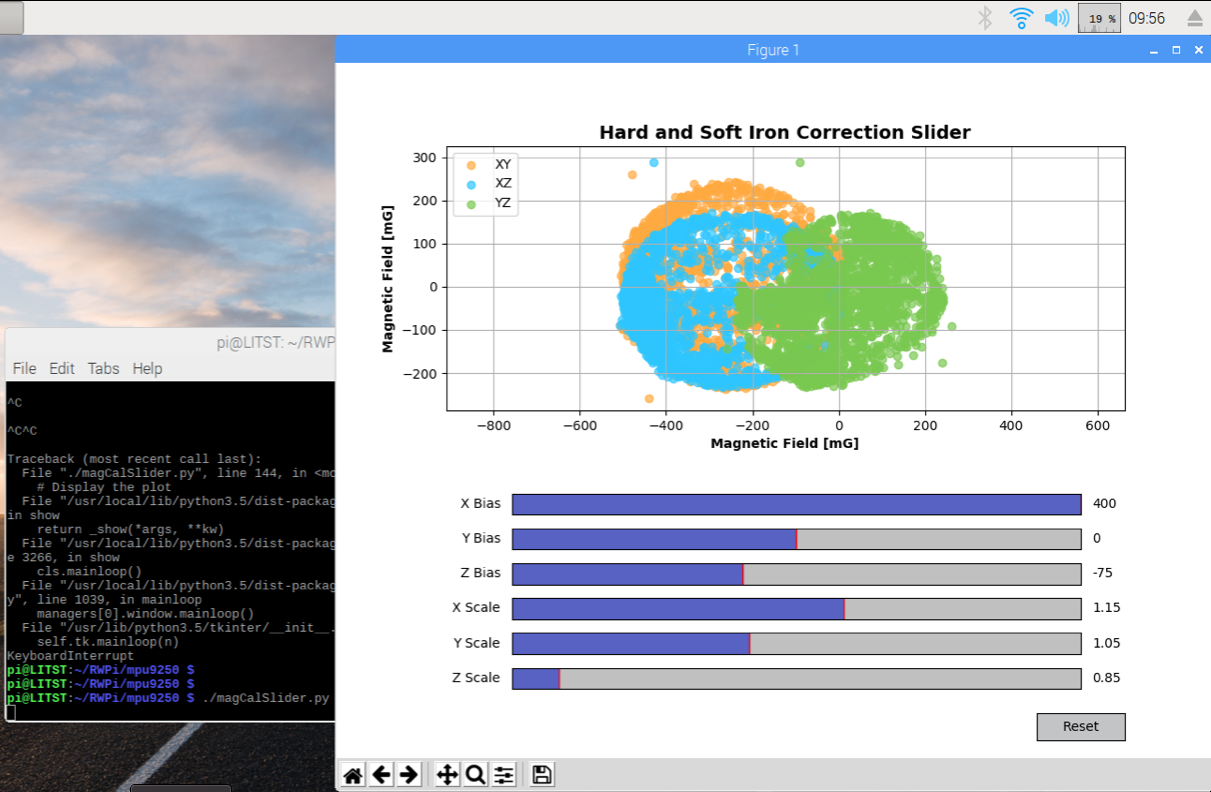 19 %
09:56
Figure 1
Hard and Soft Iron Correction Slider
300
200
100
0
−100
−200
Magnetic Field [mG]
XY
XZ
YZ
−800 −600 −400 −200 0 200 400 600
Magnetic Field [mG]
X Bias 400
Y Bias 0
Z Bias -75
X Scale 1.15
Y Scale 1.05
Z Scale 0.85
Reset
pi@LITST: ~/RWP
File Edit Tabs Help
^C
^C^C
Traceback (most recent call last):
File "./magCalSlider.py", line 144, in <mo
# Display the plot
File "/usr/local/lib/python3.5/dist-packag
in show
return _show(*args, **kw)
File "/usr/local/lib/python3.5/dist-packag
e 3266, in show
cls.mainloop()
File "/usr/local/lib/python3.5/dist-packag
y", line 1039, in mainloop
managers[0].window.mainloop()
File "/usr/lib/python3.5/tkinter/__init__.
self.tk.mainloop(n)
KeyboardInterrupt
pi@LITST:~/RWPi/mpu9250 $
pi@LITST:~/RWPi/mpu9250 $
pi@LITST:~/RWPi/mpu9250 $ ./magCalSlider.py